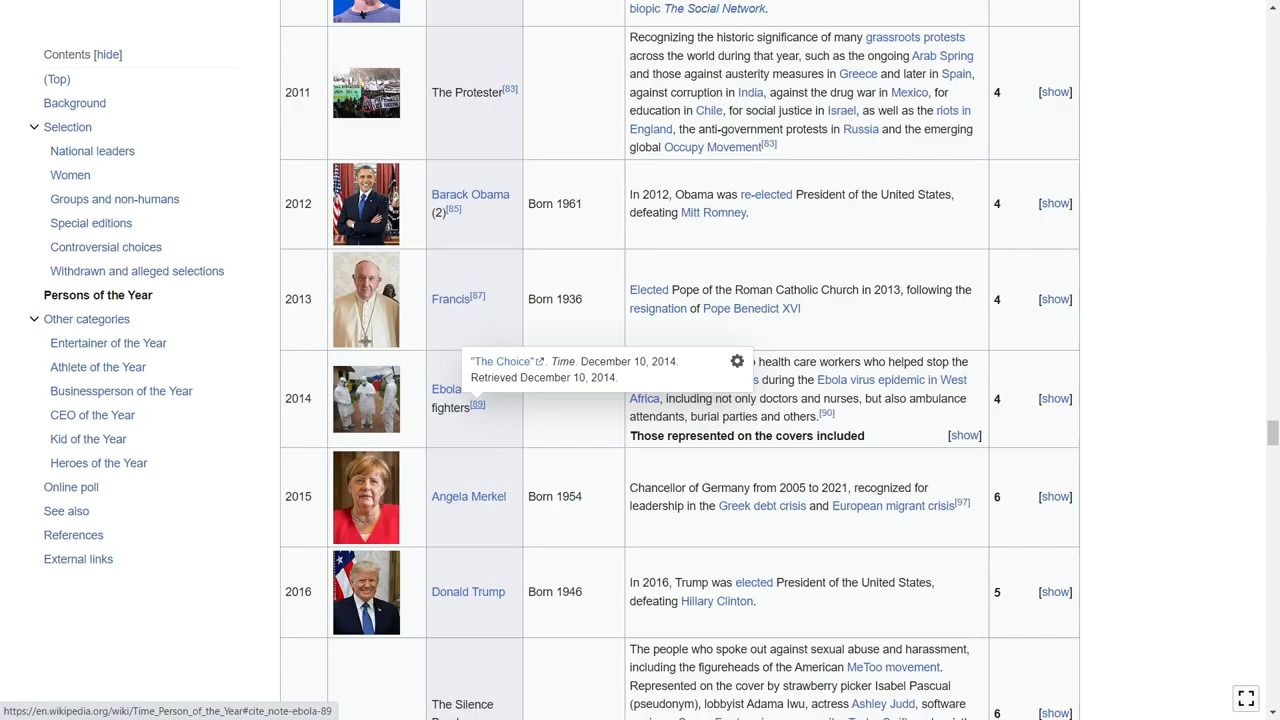 biopic The Social Network.
Contents [hide]
(Top)
Background
Selection
National leaders
Women
Groups and non-humans
Special editions
Controversial choices
Withdrawn and alleged selections
Persons of the Year
Other categories
Entertainer of the Year
Athlete of the Year
Businessperson of the Year
CEO of the Year
Kid of the Year
Heroes of the Year
Online poll
See also
References
External links
2011
The Protester[83]
Recognizing the historic significance of many grassroots protests
across the world during that year, such as the ongoing Arab Spring
and those against austerity measures in Greece and later in Spain,
against corruption in India, against the drug war in Mexico, for
education in Chile, for social justice in Israel, as well as the riots in
England, the anti-government protests in Russia and the emerging
global Occupy Movement[83]
4
[show]
2012
Barack Obama
(2)[85]
Born 1961
In 2012, Obama was re-elected President of the United States,
defeating Mitt Romney.
4
[show]
2013
Francis[87]
Born 1936
Elected Pope of the Roman Catholic Church in 2013, following the
resignation of Pope Benedict XVI
4
[show]
"The Choice". Time. December 10, 2014.
Retrieved December 10, 2014.
2014
Ebola
fighters[89]
health care workers who helped stop the
s during the Ebola virus epidemic in West
Africa, including not only doctors and nurses, but also ambulance
attendants, burial parties and others.[90]
Those represented on the covers included [show]
4
[show]
2015
Angela Merkel
Born 1954
Chancellor of Germany from 2005 to 2021, recognized for
leadership in the Greek debt crisis and European migrant crisis[97]
6
[show]
2016
Donald Trump
Born 1946
In 2016, Trump was elected President of the United States,
defeating Hillary Clinton.
5
[show]
The Silence
The people who spoke out against sexual abuse and harassment,
including the figureheads of the American MeToo movement.
Represented on the cover by strawberry picker Isabel Pascual
(pseudonym), lobbyist Adama Iwu, actress Ashley Judd, software
6
[show]
https://en.wikipedia.org/wiki/Time_Person_of_the_Year#cite_note-ebola-89